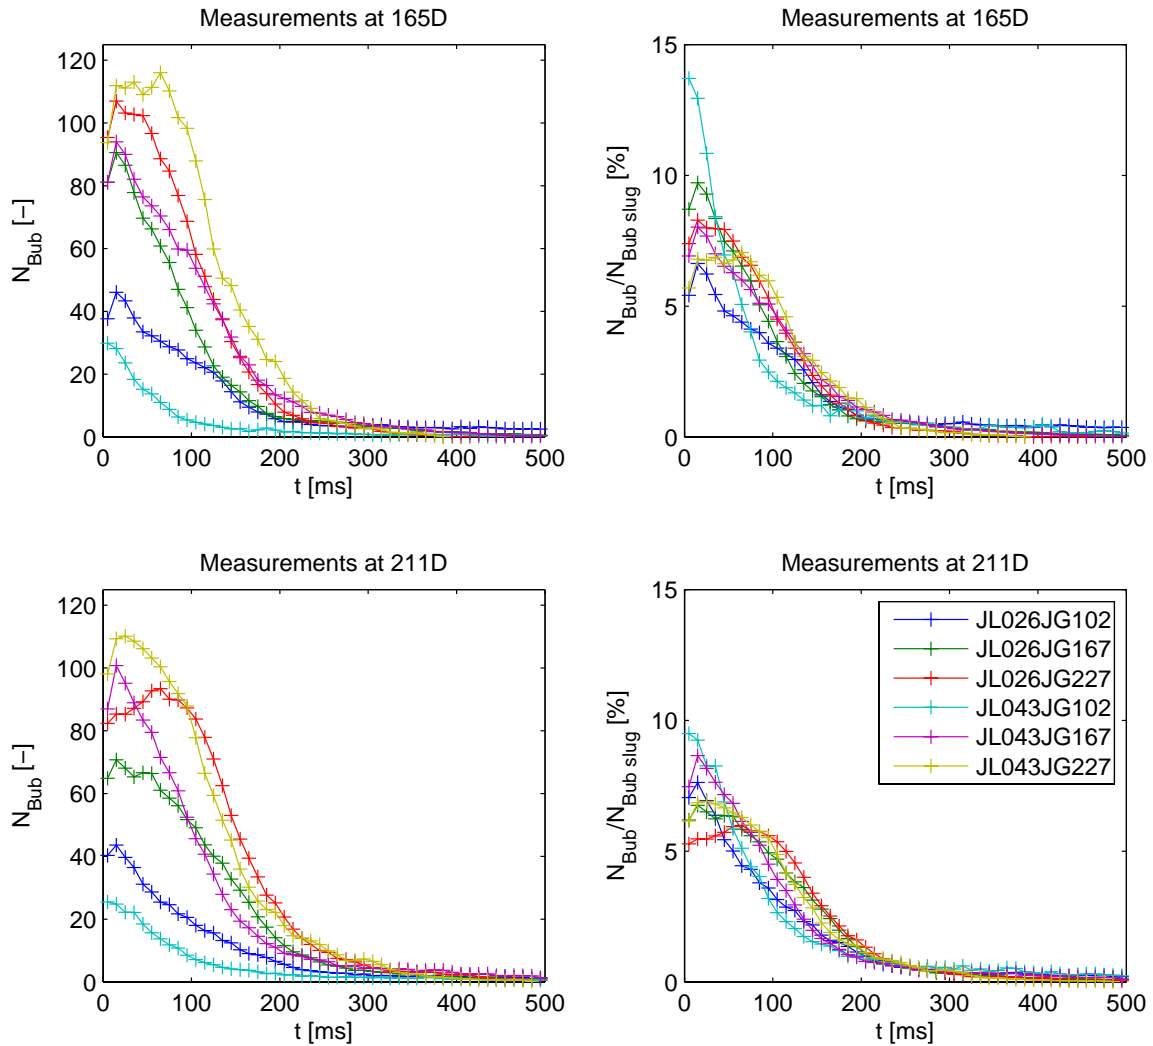 Measurements at 165D
120
100
80
60
40
20
0
N_Bub [–]
0 100 200 300 400 500
t [ms]
Measurements at 165D
15
10
5
0
N_Bub/N_Bub slug [%]
0 100 200 300 400 500
t [ms]
Measurements at 211D
120
100
80
60
40
20
0
N_Bub [–]
0 100 200 300 400 500
t [ms]
Measurements at 211D
15
10
5
0
N_Bub/N_Bub slug [%]
0 100 200 300 400 500
t [ms]
JL026JG102
JL026JG167
JL026JG227
JL043JG102
JL043JG167
JL043JG227